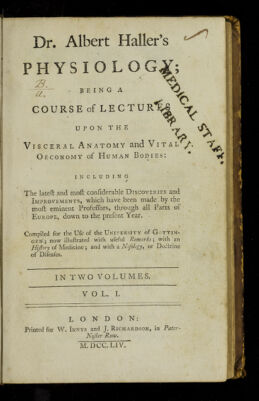 Dr. Albert Haller's
PHYSIOLOGY;
BEING A
COURSE of LECTURES
UPON THE
VISCERAL ANATOMY and VITAL
OECONOMY of HUMAN BODIES:
INCLUDING
The latest and most considerable DISCOVERIES and
IMPROVEMENTS, which have been made by the
most eminent Professors, through all Parts of
EUROPE, down to the present Year.
Compiled for the Use of the UNIVERSITY of GOTTIN-
GEN; now illustrated with useful Remarks; with an
History of Medicine; and with a Nosology, or Doctrine
of Diseases.
IN TWO VOLUMES.
VOL. I.
LONDON:
Printed for W. INNYS and J. RICHARDSON, in Pater-
Noster Row.
M.DCC.LIV.
B.
a.
MEDICAL STAFF
LIBRARY.